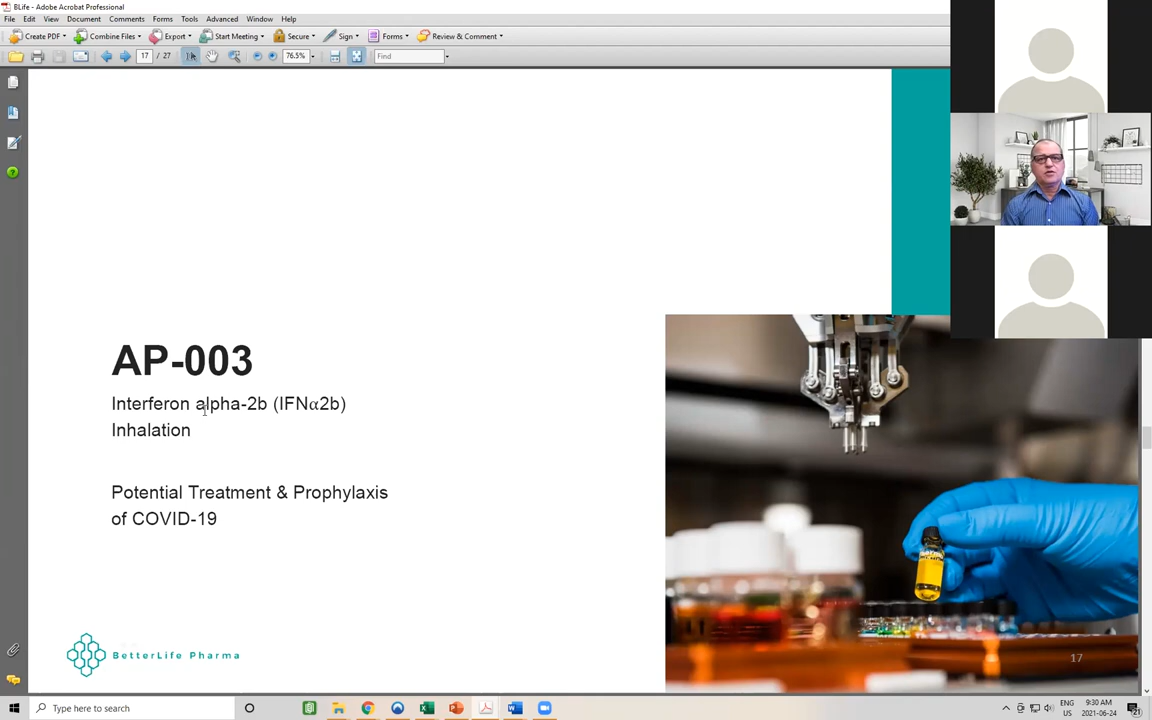 BLife - Adobe Acrobat Professional
File Edit View Document Comments Forms Tools Advanced Window Help
Create PDF Combine Files Export Start Meeting Secure Sign Forms Review & Comment
17 / 27 76.5% Find
AP-003
Interferon alpha-2b (IFNα2b)
Inhalation
Potential Treatment & Prophylaxis
of COVID-19
BetterLife Pharma
17
Type here to search
ENG
US
9:30 AM
2021-06-24
21